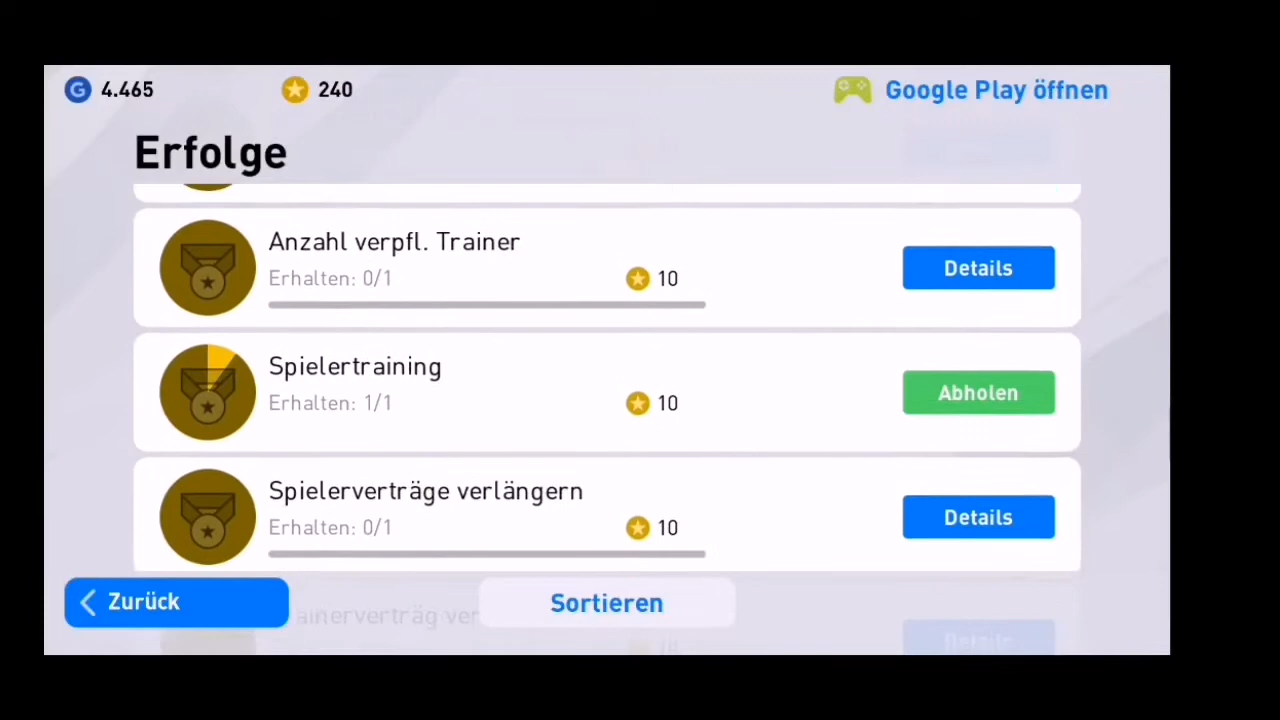 G 4.465 240 Google Play öffnen
Erfolge
Anzahl verpfl. Trainer
Erhalten: 0/1 10
Details
Spielertraining
Erhalten: 1/1 10
Abholen
Spielerverträge verlängern
Erhalten: 0/1 10
Details
Zurück
Sortieren
Details